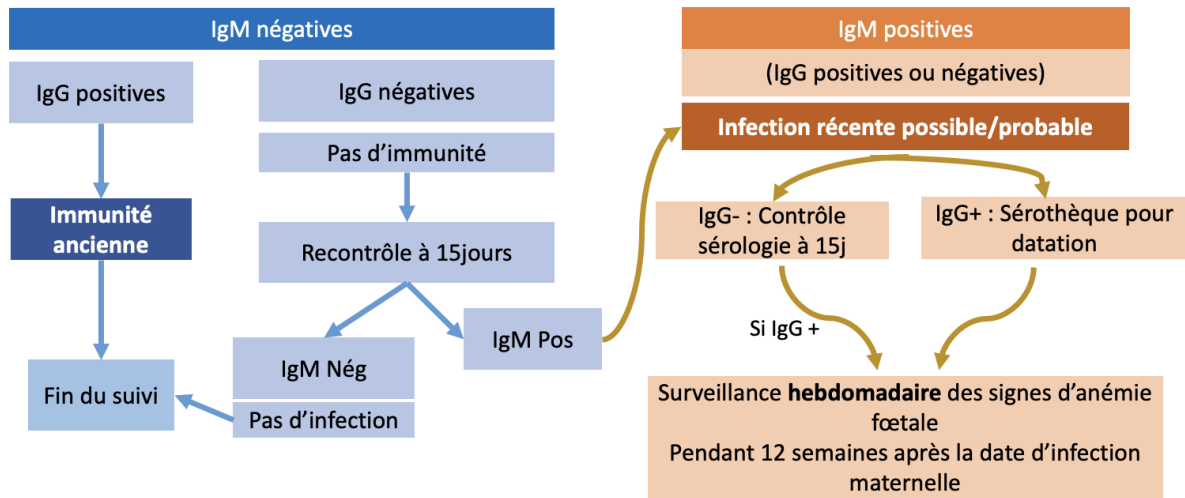 IgM négatives
IgG positives
Immunité
ancienne
Fin du suivi
IgG négatives
Pas d’immunité
Recontrôle à 15jours
IgM Nég
Pas d’infection
IgM Pos
IgM positives
(IgG positives ou négatives)
Infection récente possible/probable
IgG- : Contrôle
sérologie à 15j
IgG+ : Sérothèque pour
datation
Si IgG +
Surveillance hebdomadaire des signes d’anémie
fœtale
Pendant 12 semaines après la date d’infection
maternelle